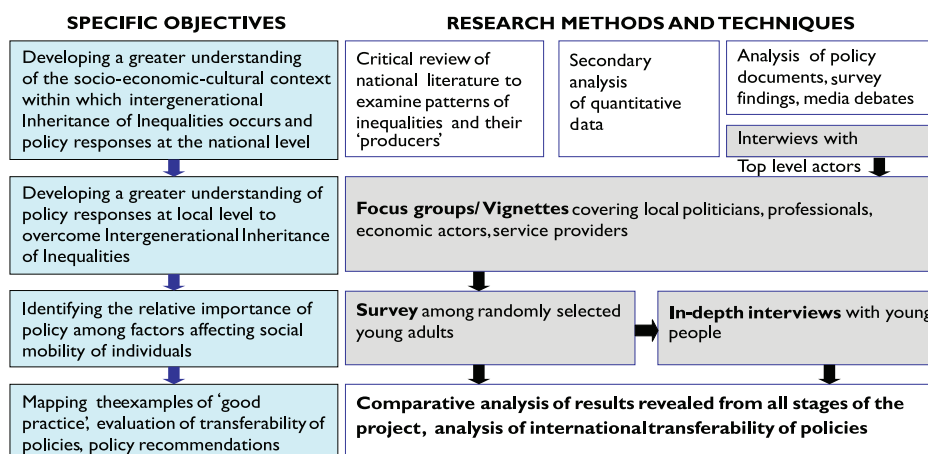 SPECIFIC OBJECTIVES
RESEARCH METHODS AND TECHNIQUES
Developing a greater understanding
of the socio-economic-cultural context
within which intergenerational
Inheritance of Inequalities occurs and
policy responses at the national level
Critical review of
national literature to
examine patterns of
inequalities and their
‘producers’
Secondary
analysis
of quantitative
data
Analysis of policy
documents, survey
findings, media debates
Interwievs with
Top level actors
Developing a greater understanding of
policy responses at local level to
overcome Intergenerational Inheritance
of Inequalities
Focus groups/ Vignettes covering local politicians, professionals,
economic actors, service providers
Identifying the relative importance of
policy among factors affecting social
mobility of individuals
Survey among randomly selected
young adults
In-depth interviews with young
people
Mapping theexamples of ‘good
practice’, evaluation of transferability of
policies, policy recommendations
Comparative analysis of results revealed from all stages of the
project, analysis of internationaltransferability of policies